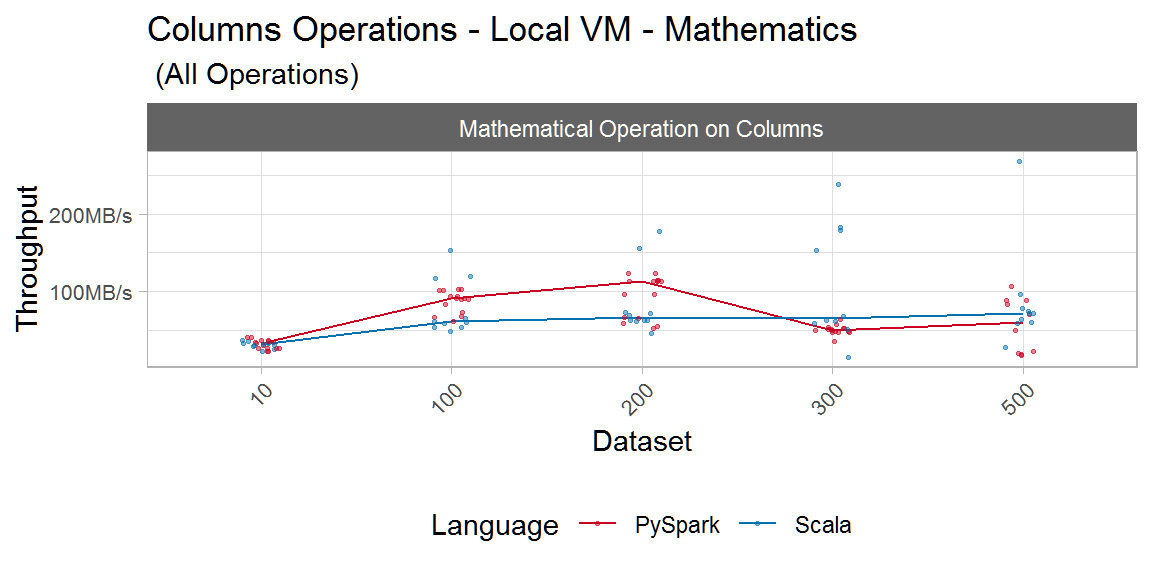 Columns Operations - Local VM - Mathematics
(All Operations)
Mathematical Operation on Columns
Throughput
200MB/s
100MB/s
10 100 200 300 500
Dataset
Language PySpark Scala